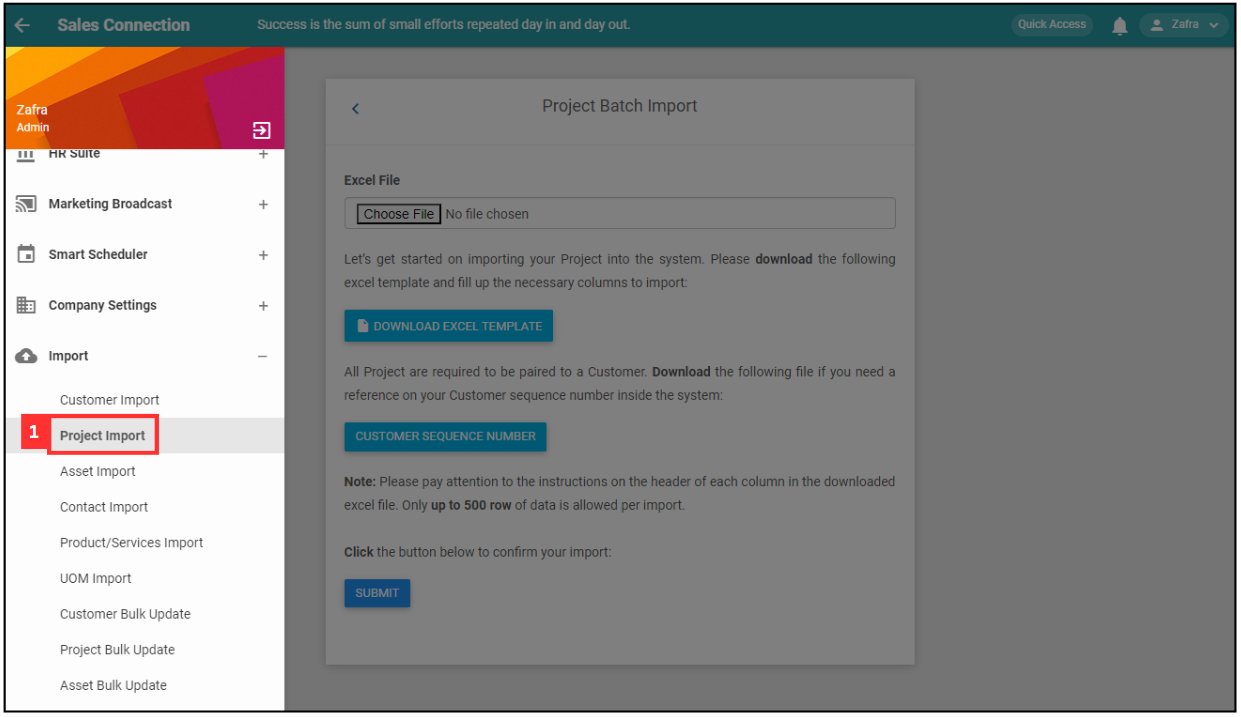 Sales Connection
Success is the sum of small efforts repeated day in and day out.
Quick Access
Zafra
Zafra
Admin
HR Suite
+
Marketing Broadcast
+
Smart Scheduler
+
Company Settings
+
Import
–
Customer Import
1
Project Import
Asset Import
Contact Import
Product/Services Import
UOM Import
Customer Bulk Update
Project Bulk Update
Asset Bulk Update
Project Batch Import
Excel File
Choose File No file chosen
Let's get started on importing your Project into the system. Please download the following
excel template and fill up the necessary columns to import:
DOWNLOAD EXCEL TEMPLATE
All Project are required to be paired to a Customer. Download the following file if you need a
reference on your Customer sequence number inside the system:
CUSTOMER SEQUENCE NUMBER
Note: Please pay attention to the instructions on the header of each column in the downloaded
excel file. Only up to 500 row of data is allowed per import.
Click the button below to confirm your import:
SUBMIT